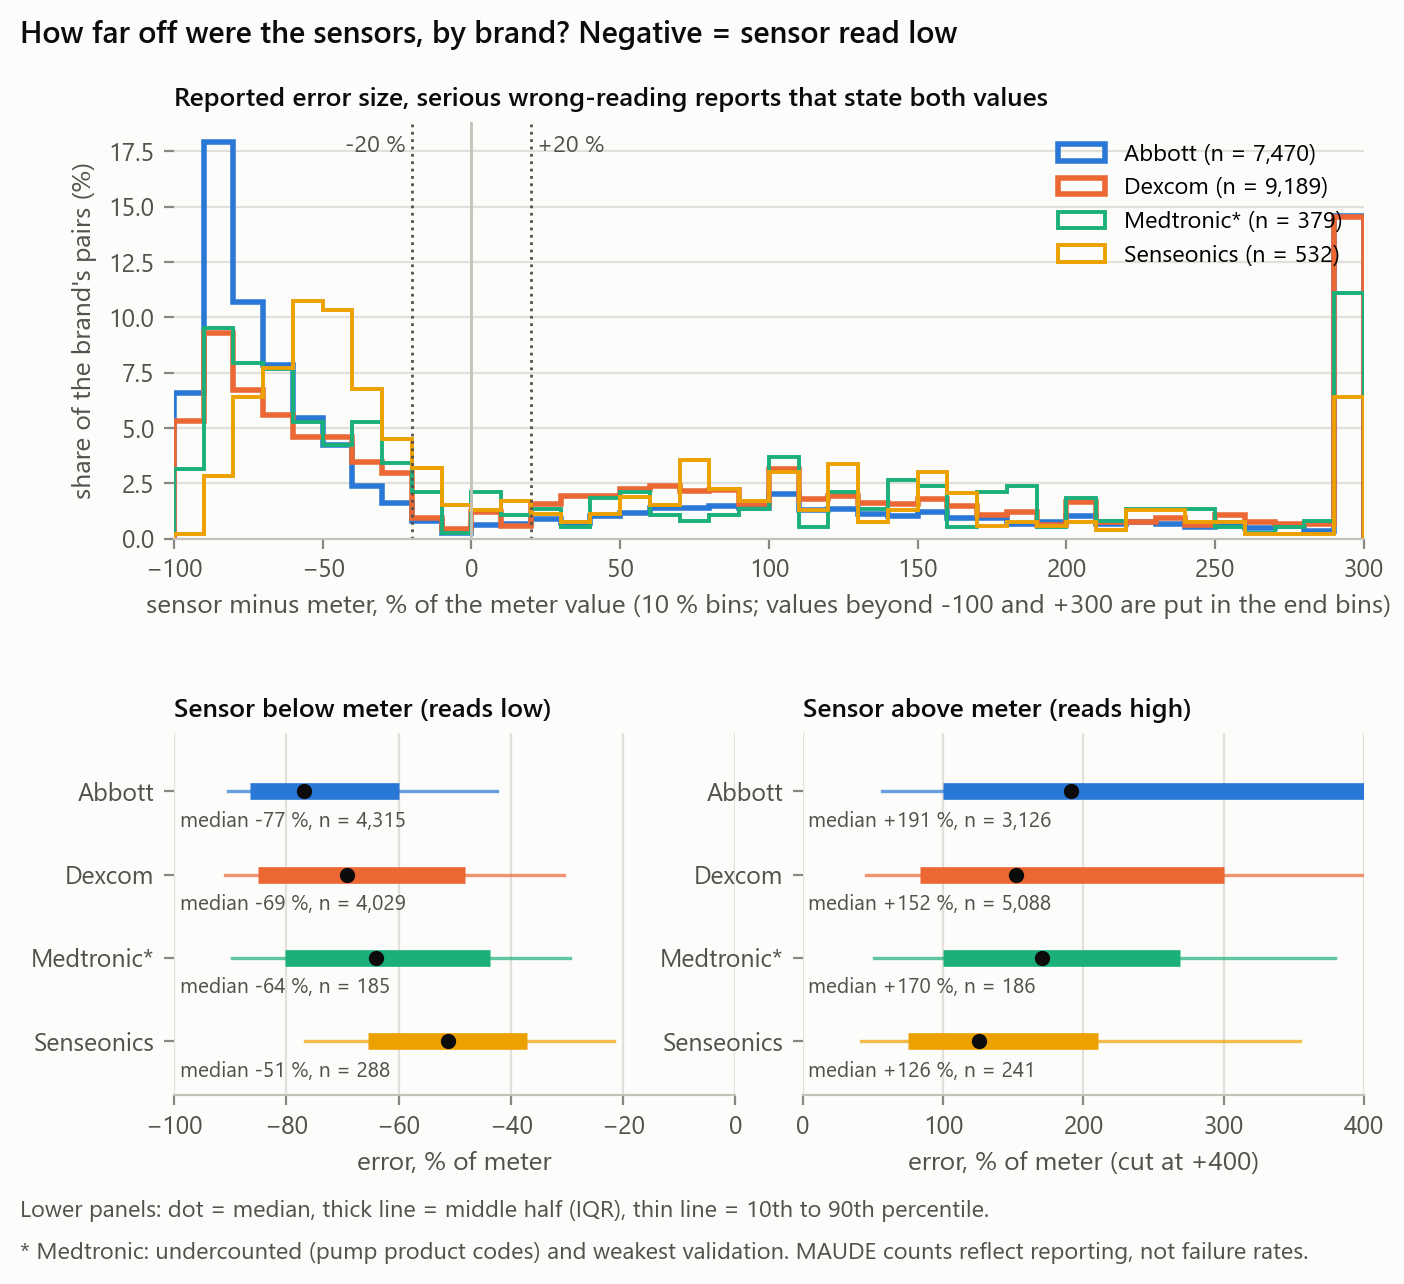 How far off were the sensors, by brand? Negative = sensor read low
Reported error size, serious wrong-reading reports that state both values
-20 %
+20 %
Abbott (n = 7,470)
Dexcom (n = 9,189)
Medtronic* (n = 379)
Senseonics (n = 532)
share of the brand's pairs (%)
17.5
15.0
12.5
10.0
7.5
5.0
2.5
0.0
−100
−50
0
50
100
150
200
250
300
sensor minus meter, % of the meter value (10 % bins; values beyond -100 and +300 are put in the end bins)
Sensor below meter (reads low)
Abbott
median -77 %, n = 4,315
Dexcom
median -69 %, n = 4,029
Medtronic*
median -64 %, n = 185
Senseonics
median -51 %, n = 288
−100
−80
−60
−40
−20
0
error, % of meter
Sensor above meter (reads high)
Abbott
median +191 %, n = 3,126
Dexcom
median +152 %, n = 5,088
Medtronic*
median +170 %, n = 186
Senseonics
median +126 %, n = 241
0
100
200
300
400
error, % of meter (cut at +400)
Lower panels: dot = median, thick line = middle half (IQR), thin line = 10th to 90th percentile.
* Medtronic: undercounted (pump product codes) and weakest validation. MAUDE counts reflect reporting, not failure rates.